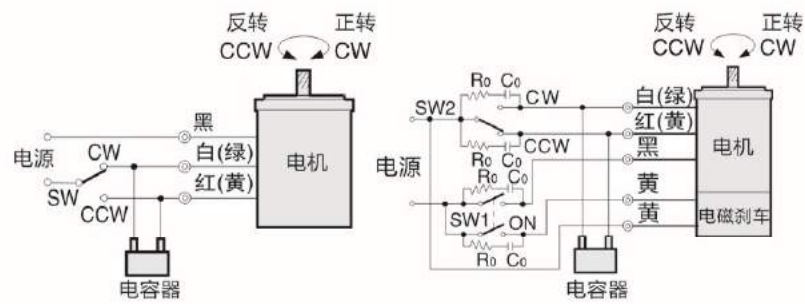 反转 正转
CCW CW
黑
白(绿)
红(黄)
电机
电源
CW
SW
CCW
电容器
反转 正转
CCW CW
R₀ C₀
SW2
CW
CCW
R₀ C₀
白(绿)
红(黄)
黑
黄
黄
电机
电磁刹车
电源
R₀ C₀
SW1
ON
R₀ C₀
电容器